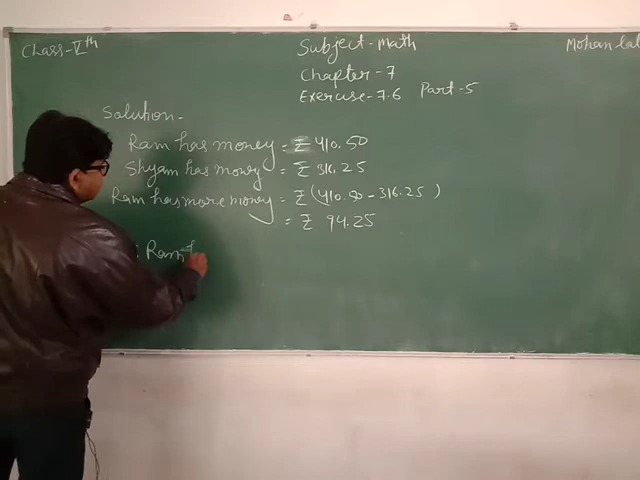 Class-Vth
Subject-Math
Mohan Lal
Chapter-7
Exercise-7.6 Part-5
Solution-
Ram has money = ₹ 410.50
Shyam has money = ₹ 316.25
Ram has more money = ₹ (410.50 - 316.25)
= ₹ 94.25
Ram